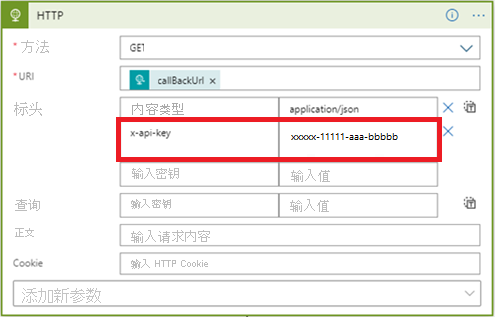 HTTP
* 方法 GET
* URI callBackUrl ×
标头 内容类型 application/json
x-api-key xxxxx-11111-aaa-bbbbb
输入密钥 输入值
查询 输入密钥 输入值
正文 输入请求内容
Cookie 输入 HTTP Cookie
添加新参数